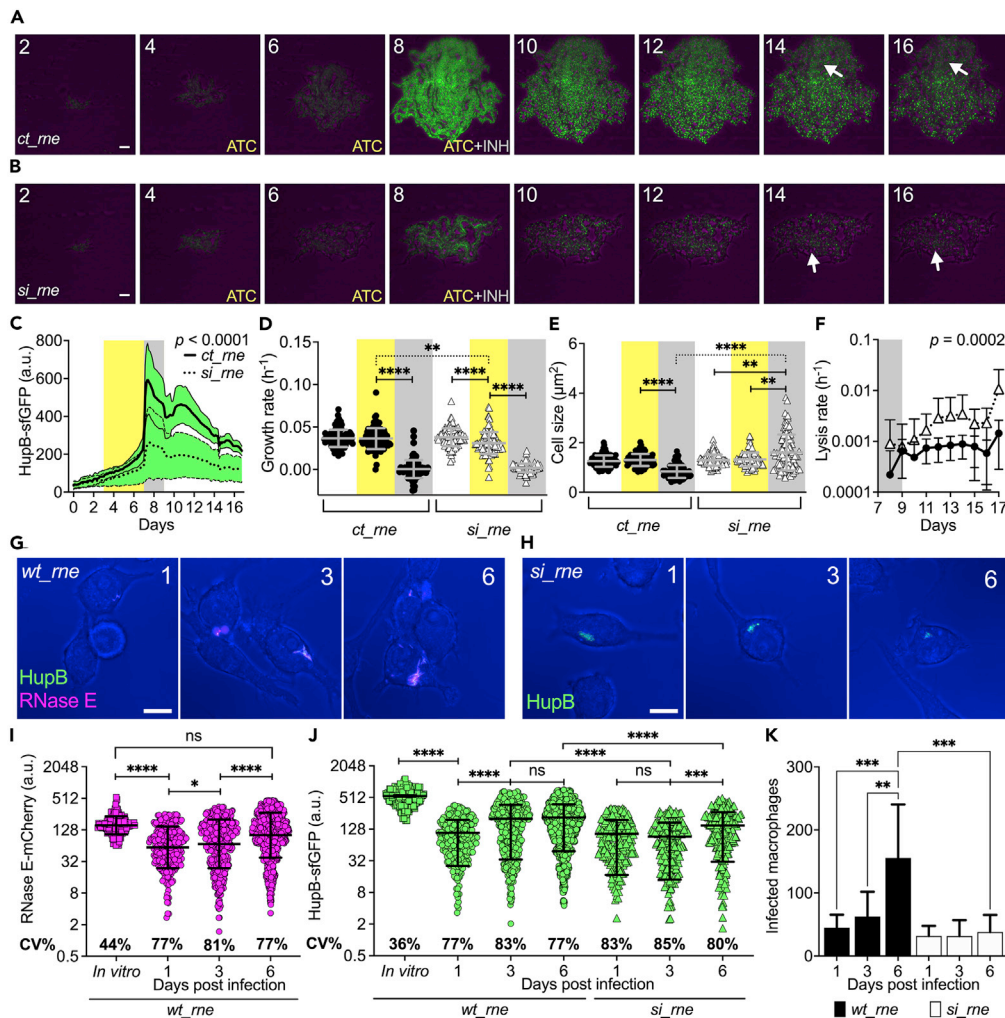 A
2 4 6 8 10 12 14 16
ct_rne ATC ATC ATC+INH
B
2 4 6 8 10 12 14 16
si_rne ATC ATC ATC+INH
C
p < 0.0001
ct_rne
si_rne
HupB-sfGFP (a.u.)
800
600
400
200
0
0 2 4 6 8 10 12 14 16
Days
D
Growth rate (h⁻¹)
0.15
0.10
0.05
0.00
** **** ** ****
ct_rne si_rne
E
Cell size (µm²)
6
4
2
0
**** **** ** **
ct_rne si_rne
F
p = 0.0002
Lysis rate (h⁻¹)
0.1
0.01
0.001
0.0001
7 9 11 13 15 17
Days
G
wt_rne 1 3 6
HupB
RNase E
H
si_rne 1 3 6
HupB
I
ns
**** * ****
RNase E-mCherry (a.u.)
2048
512
128
32
8
2
0.5
CV% 44% 77% 81% 77%
In vitro 1 3 6
Days post infection
wt_rne
J
****
****
**** **** ns ns ***
HupB-sfGFP (a.u.)
2048
512
128
32
8
2
0.5
CV% 36% 77% 83% 77% 83% 85% 80%
In vitro 1 3 6 1 3 6
Days post infection
wt_rne si_rne
K
*** ***
**
Infected macrophages
300
200
100
0
1 3 6 1 3 6
Days post infection
wt_rne si_rne